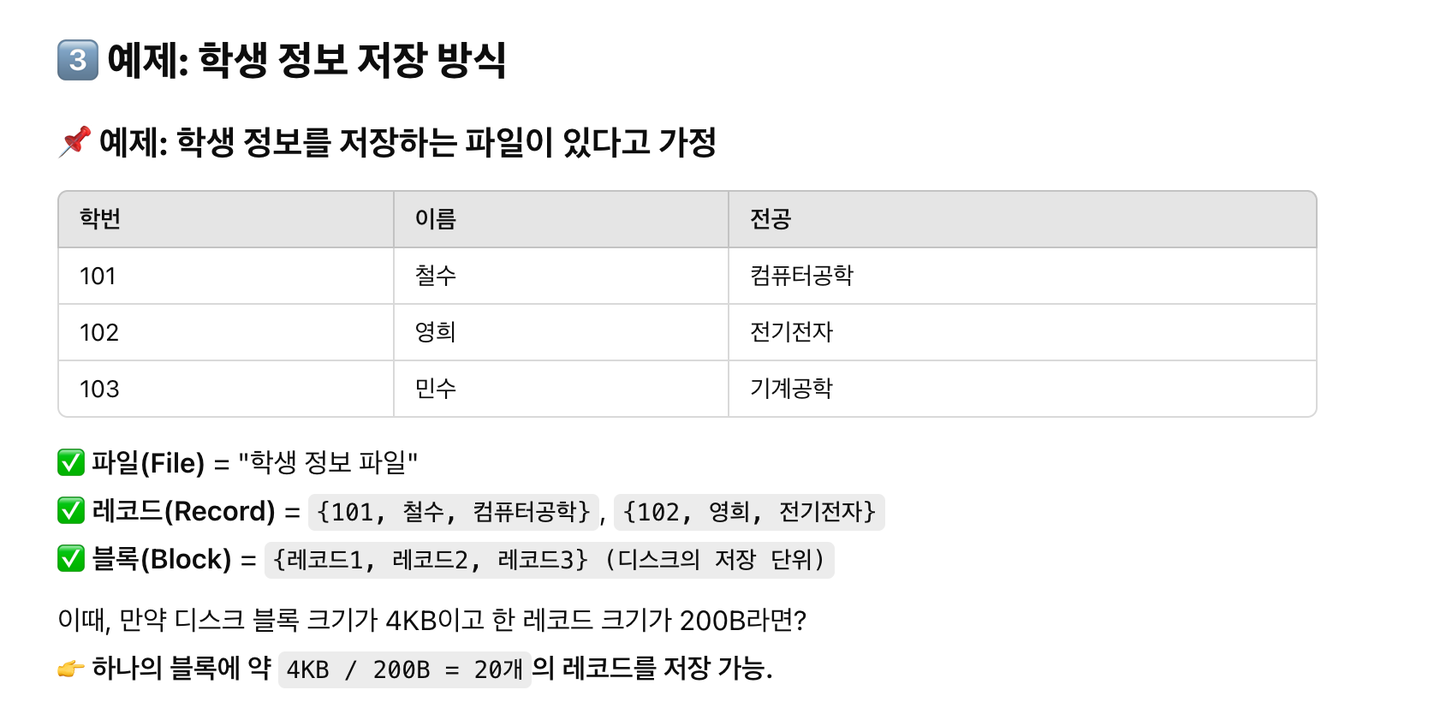 3️⃣ 예제: 학생 정보 저장 방식
📌 예제: 학생 정보를 저장하는 파일이 있다고 가정
학번 이름 전공
101 철수 컴퓨터공학
102 영희 전기전자
103 민수 기계공학
✅ 파일(File) = "학생 정보 파일"
✅ 레코드(Record) = {101, 철수, 컴퓨터공학}, {102, 영희, 전기전자}
✅ 블록(Block) = {레코드1, 레코드2, 레코드3} (디스크의 저장 단위)
이때, 만약 디스크 블록 크기가 4KB이고 한 레코드 크기가 200B라면?
👉 하나의 블록에 약 4KB / 200B = 20개의 레코드를 저장 가능.